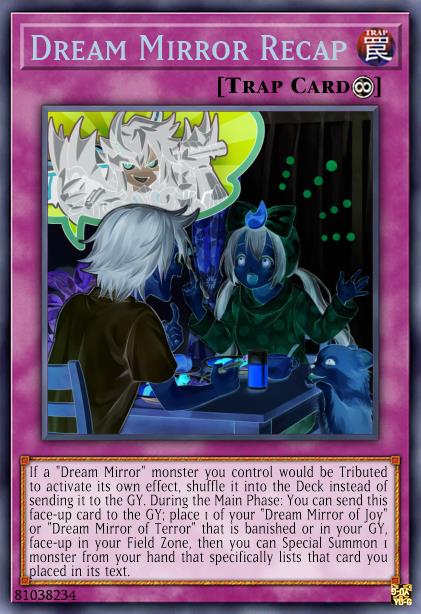 Dream Mirror Recap
TRAP
罠
[Trap Card]
If a "Dream Mirror" monster you control would be Tributed
to activate its own effect, shuffle it into the Deck instead of
sending it to the GY. During the Main Phase: You can send this
face-up card to the GY; place 1 of your "Dream Mirror of Joy"
or "Dream Mirror of Terror" that is banished or in your GY,
face-up in your Field Zone, then you can Special Summon 1
monster from your hand that specifically lists that card you
placed in its text.
81038234